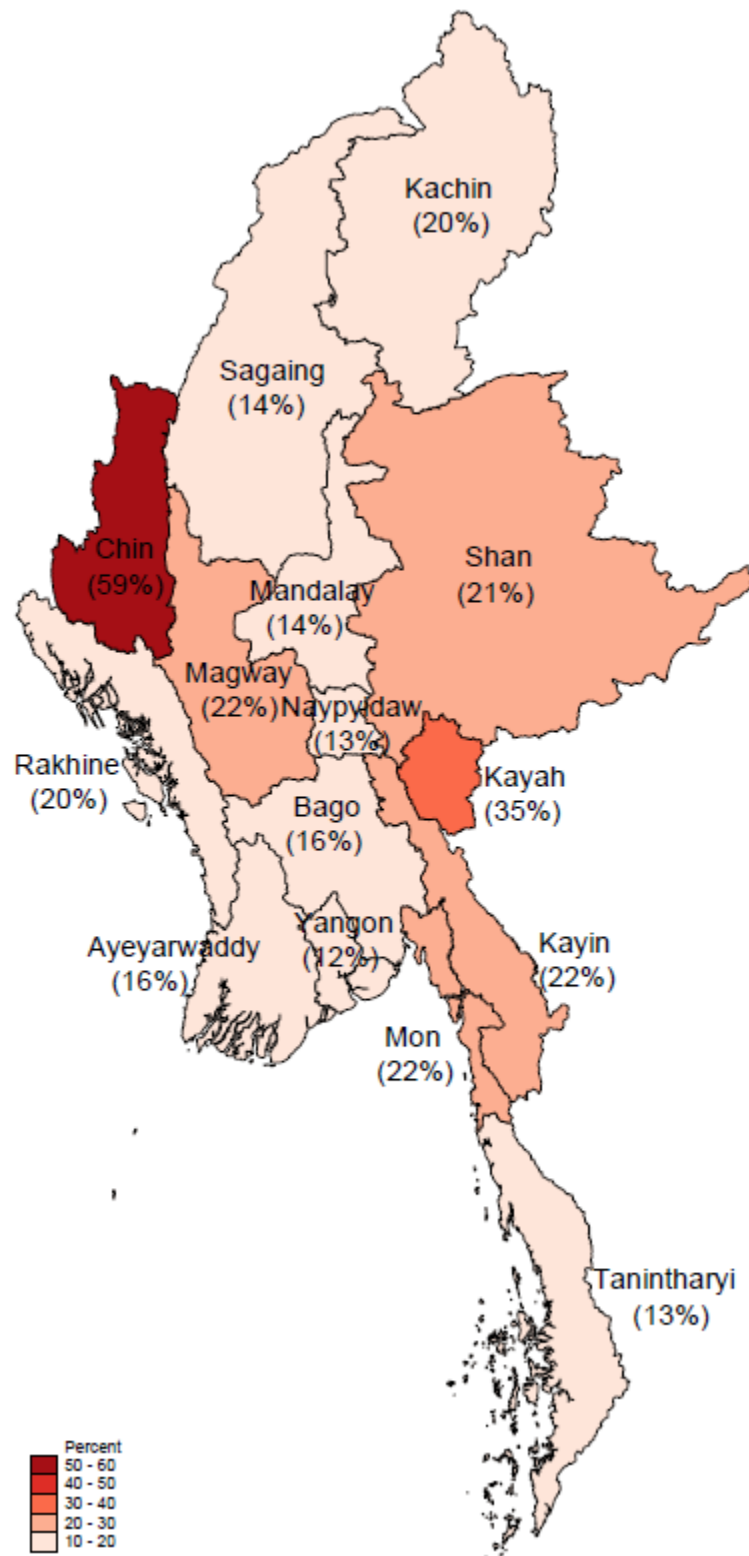 Kachin
(20%)
Sagaing
(14%)
Chin
(59%)
Shan
(21%)
Mandalay
(14%)
Magway
(22%)
Naypyidaw
(13%)
Rakhine
(20%)
Kayah
(35%)
Bago
(16%)
Yangon
(12%)
Ayeyarwaddy
(16%)
Kayin
(22%)
Mon
(22%)
Tanintharyi
(13%)
Percent
50 - 60
40 - 50
30 - 40
20 - 30
10 - 20